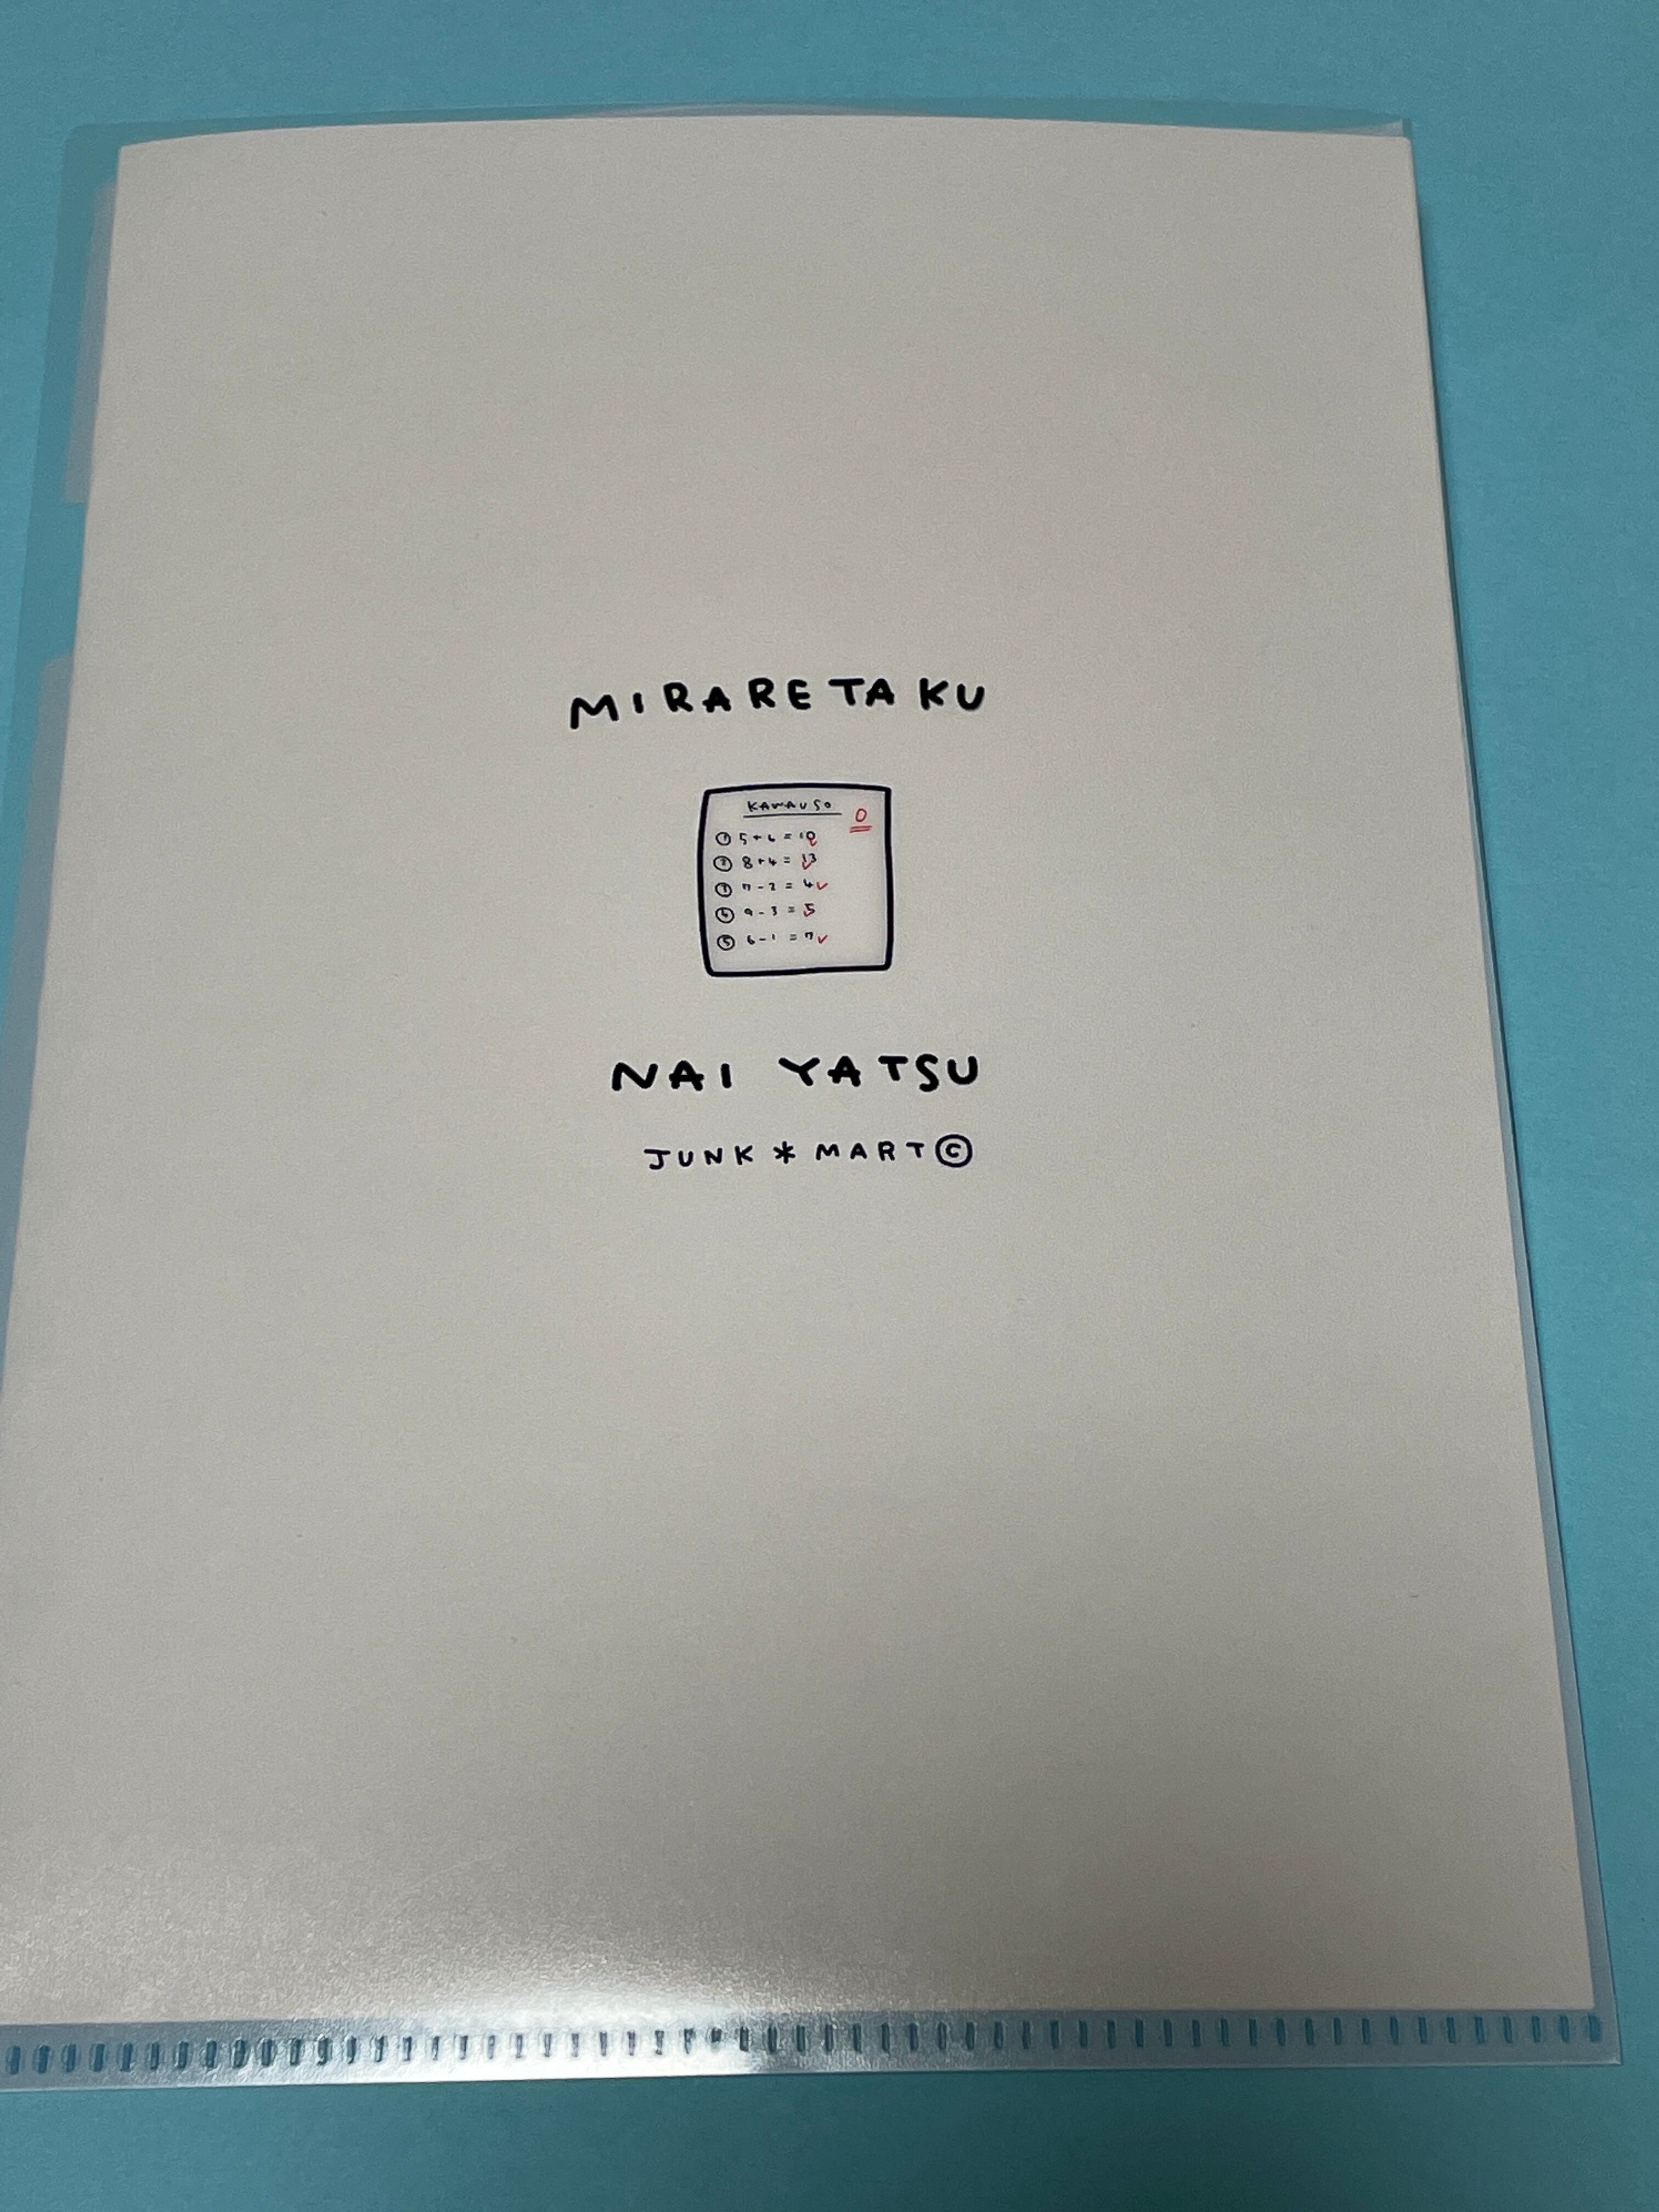 MIRARETAKU
KAWAUSO
0
① 5+6=10
② 8+4=13
③ 7-2=4
④ 9-3=5
⑤ 6-1=7
NAI YATSU
JUNK*MART©